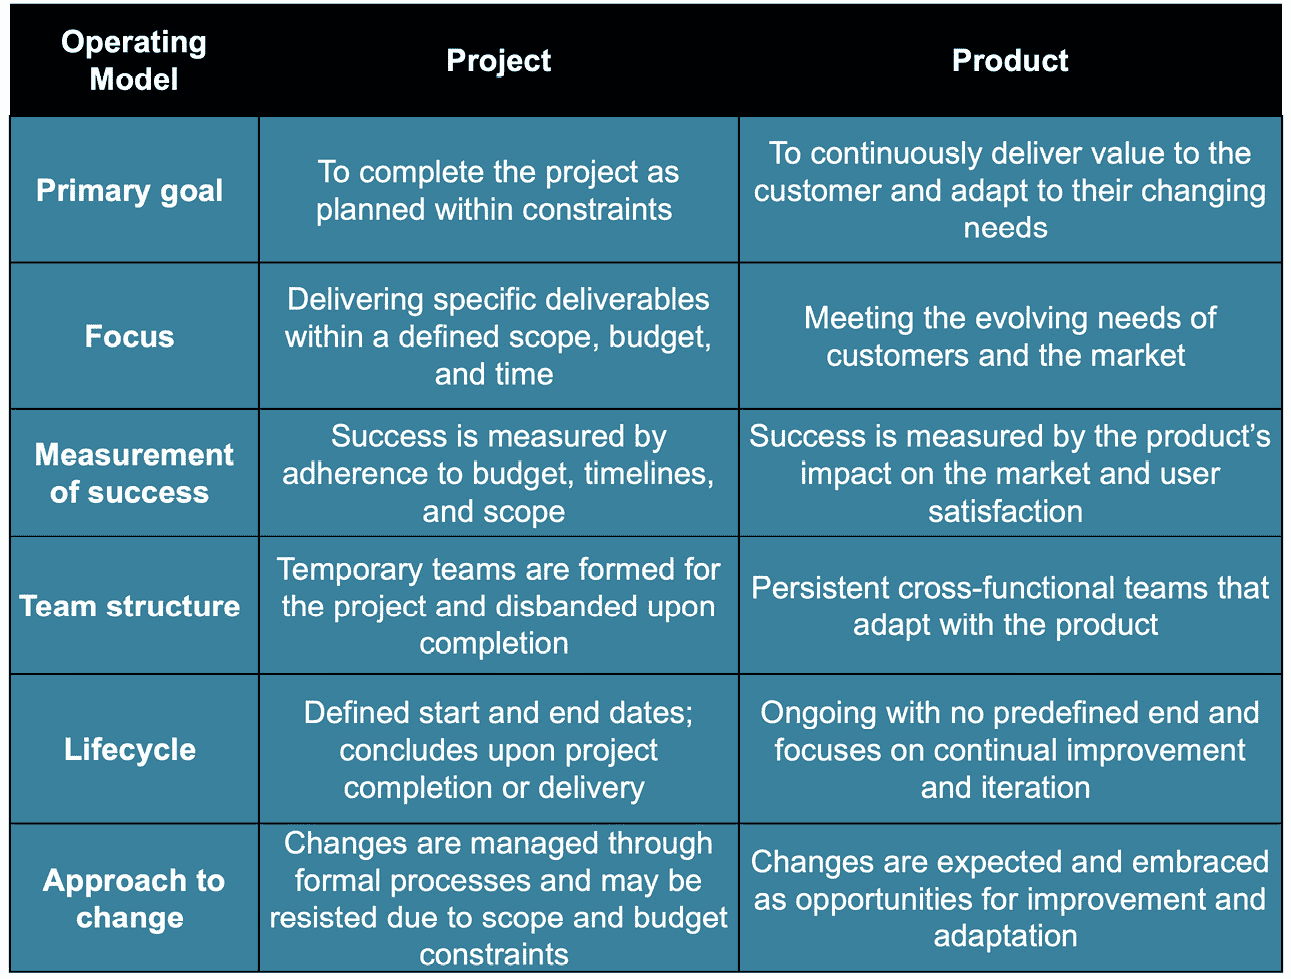 Operating
Model
Project
Product
Primary goal
To complete the project as
planned within constraints
To continuously deliver value to the
customer and adapt to their changing
needs
Focus
Delivering specific deliverables
within a defined scope, budget,
and time
Meeting the evolving needs of
customers and the market
Measurement
of success
Success is measured by
adherence to budget, timelines,
and scope
Success is measured by the product’s
impact on the market and user
satisfaction
Team structure
Temporary teams are formed for
the project and disbanded upon
completion
Persistent cross-functional teams that
adapt with the product
Lifecycle
Defined start and end dates;
concludes upon project
completion or delivery
Ongoing with no predefined end and
focuses on continual improvement
and iteration
Approach to
change
Changes are managed through
formal processes and may be
resisted due to scope and budget
constraints
Changes are expected and embraced
as opportunities for improvement and
adaptation